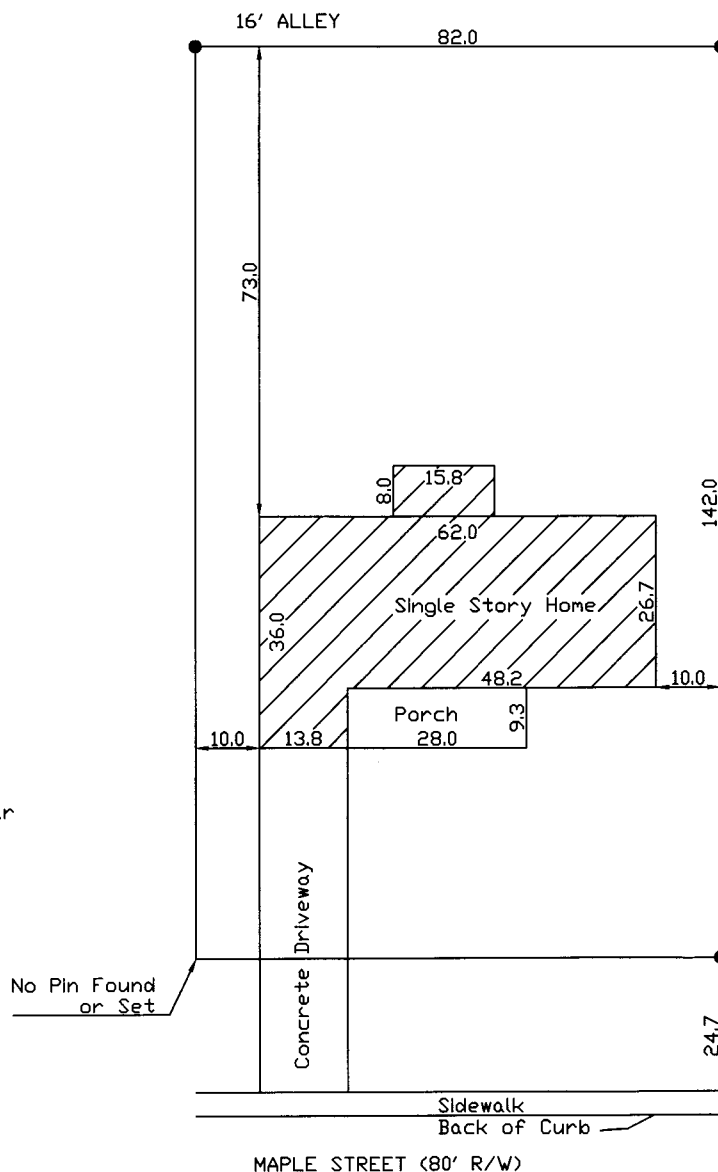 16' ALLEY
82.0
73.0
142.0
8.0
15.8
62.0
Single Story Home
36.0
26.7
48.2
10.0
Porch
9.3
10.0
13.8
28.0
Concrete Driveway
No Pin Found
or Set
24.7
Sidewalk
Back of Curb
MAPLE STREET (80' R/W)